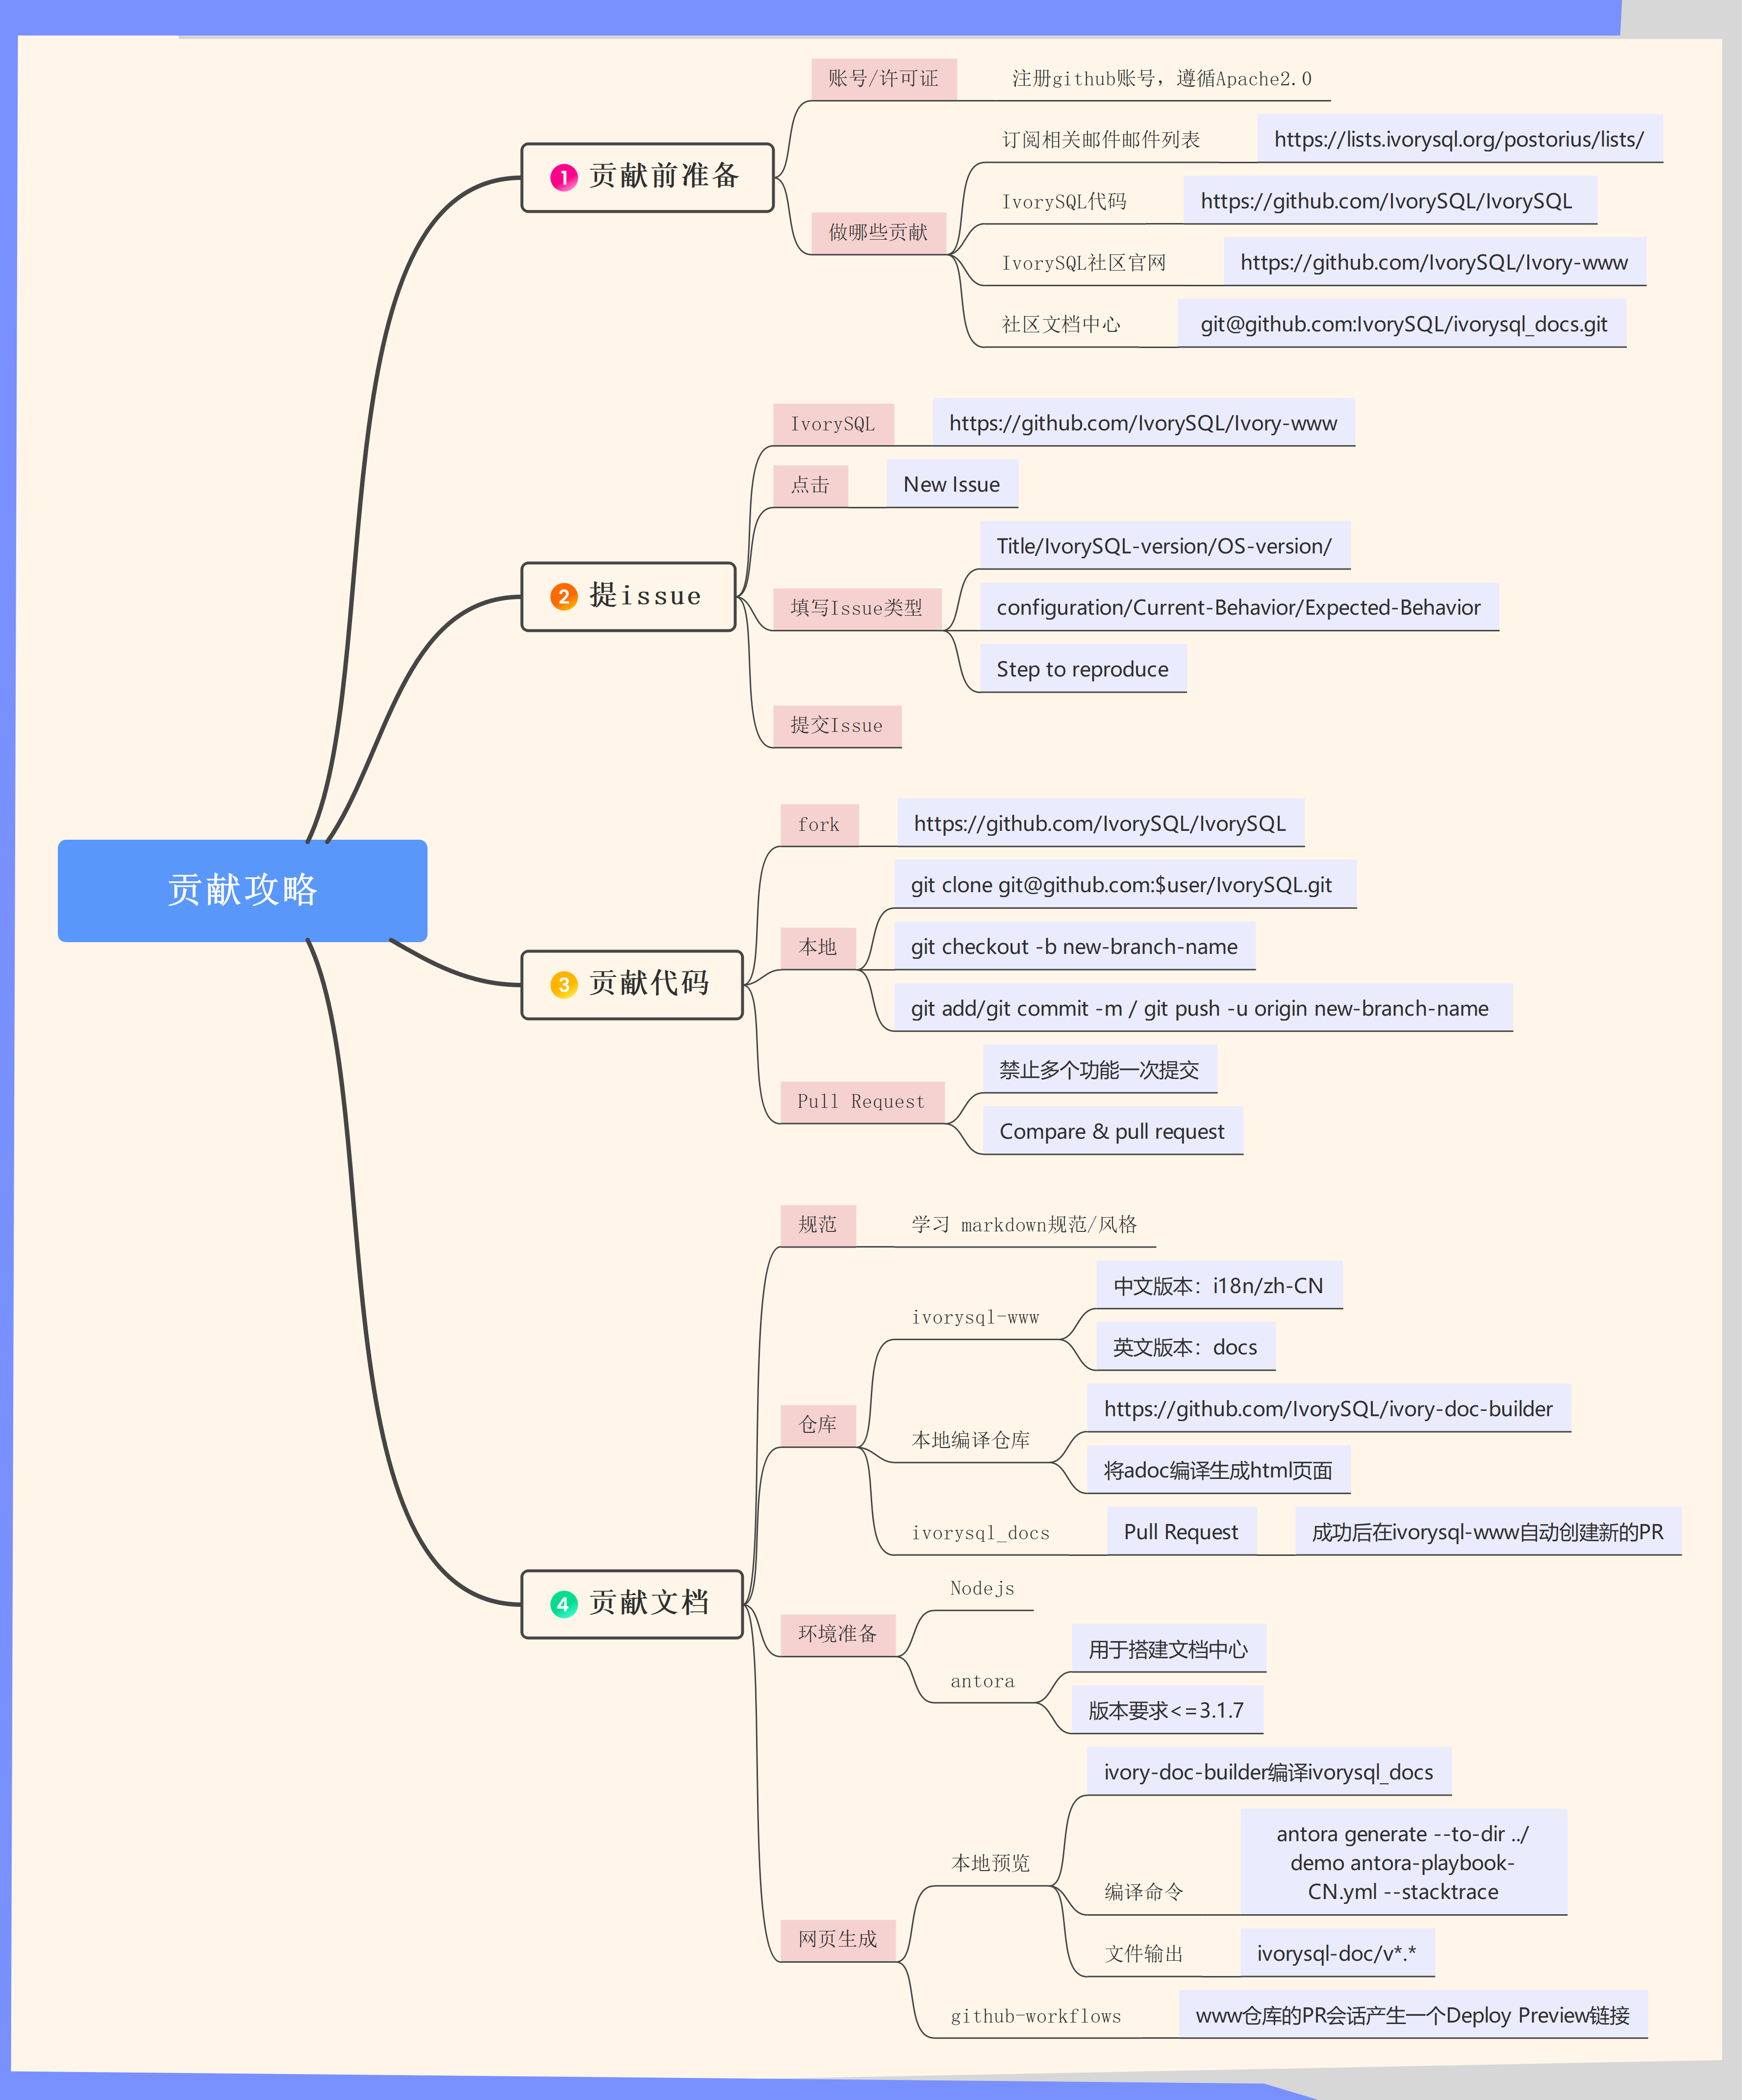 贡献攻略
1 贡献前准备
账号/许可证
注册github账号，遵循Apache2.0
做哪些贡献
订阅相关邮件邮件列表
https://lists.ivorysql.org/postorius/lists/
IvorySQL代码
https://github.com/IvorySQL/IvorySQL
IvorySQL社区官网
https://github.com/IvorySQL/Ivory-www
社区文档中心
git@github.com:IvorySQL/ivorysql_docs.git
2 提issue
IvorySQL
https://github.com/IvorySQL/Ivory-www
点击
New Issue
填写Issue类型
Title/IvorySQL-version/OS-version/
configuration/Current-Behavior/Expected-Behavior
Step to reproduce
提交Issue
3 贡献代码
fork
https://github.com/IvorySQL/IvorySQL
本地
git clone git@github.com:$user/IvorySQL.git
git checkout -b new-branch-name
git add/git commit -m / git push -u origin new-branch-name
Pull Request
禁止多个功能一次提交
Compare & pull request
4 贡献文档
规范
学习 markdown规范/风格
仓库
ivorysql-www
中文版本：i18n/zh-CN
英文版本：docs
本地编译仓库
https://github.com/IvorySQL/ivory-doc-builder
将adoc编译生成html页面
ivorysql_docs
Pull Request
成功后在ivorysql-www自动创建新的PR
环境准备
Nodejs
antora
用于搭建文档中心
版本要求<=3.1.7
网页生成
本地预览
ivory-doc-builder编译ivorysql_docs
编译命令
antora generate --to-dir ../
demo antora-playbook-
CN.yml --stacktrace
文件输出
ivorysql-doc/v*.*
github-workflows
www仓库的PR会话产生一个Deploy Preview链接